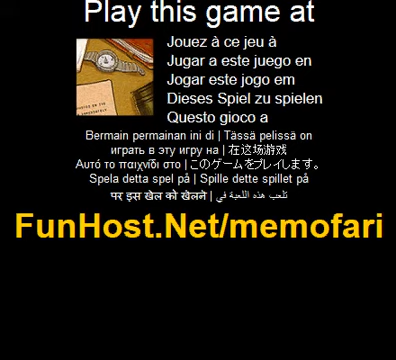 Play this game at
Jouez à ce jeu à
Jugar a este juego en
Jogar este jogo em
Dieses Spiel zu spielen
Questo gioco a
Bermain permainan ini di | Tässä pelissä on
играть в эту игру на | 在这场游戏
Αυτό το παιχνίδι στο | このゲームをプレイします。
Spela detta spel på | Spille dette spillet på
पर इस खेल को खेलने | تلعب هذه اللعبة في
FunHost.Net/memofari